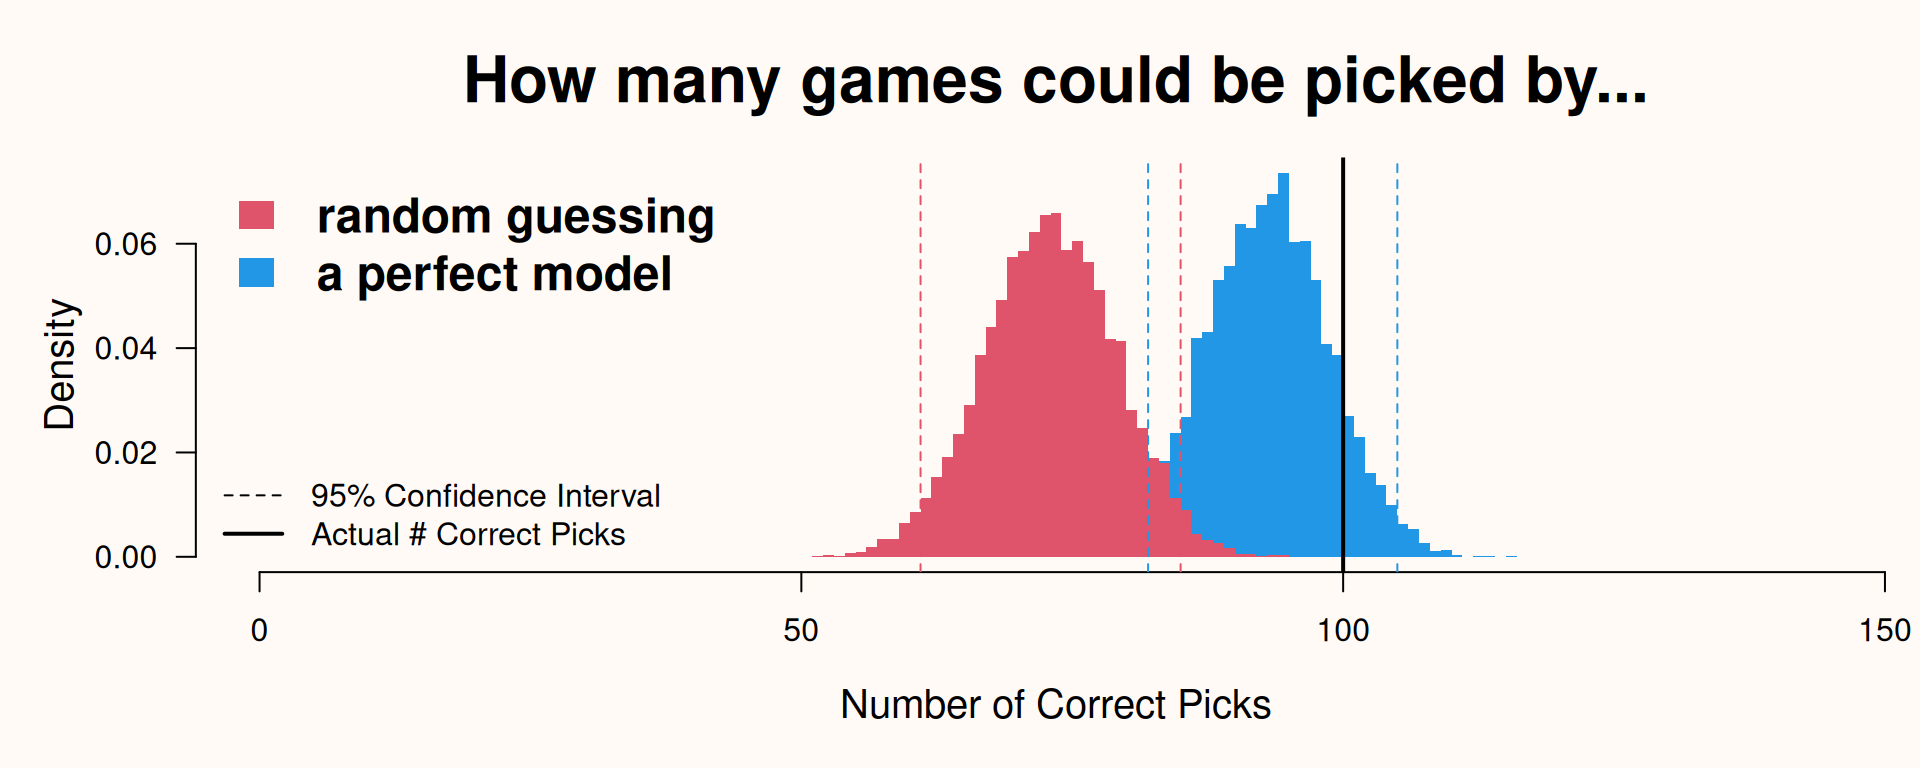 How many games could be picked by...
random guessing
a perfect model
95% Confidence Interval
Actual # Correct Picks
Density
0.06
0.04
0.02
0.00
0 50 100 150
Number of Correct Picks